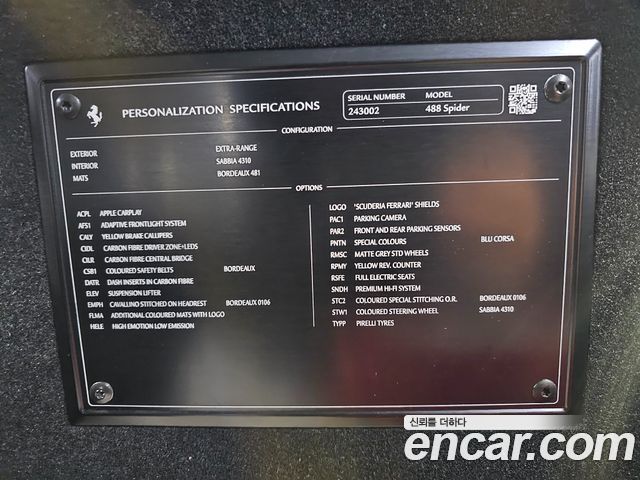 PERSONALIZATION SPECIFICATIONS
SERIAL NUMBER MODEL
243002 488 Spider
CONFIGURATION
EXTERIOR EXTRA-RANGE
INTERIOR SABBIA 4310
MATS BORDEAUX 481
OPTIONS
ACPL APPLE CARPLAY
AFS1 ADAPTIVE FRONTLIGHT SYSTEM
CALY YELLOW BRAKE CALLIPERS
CIDL CARBON FIBRE DRIVER ZONE+LEDS
CILR CARBON FIBRE CENTRAL BRIDGE
CSB1 COLOURED SAFETY BELTS BORDEAUX
DATR DASH INSERTS IN CARBON FIBRE
ELEV SUSPENSION LIFTER
EMPH CAVALLINO STITCHED ON HEADREST BORDEAUX 0106
FLMA ADDITIONAL COLOURED MATS WITH LOGO
HELE HIGH EMOTION LOW EMISSION
LOGO 'SCUDERIA FERRARI' SHIELDS
PAC1 PARKING CAMERA
PAR2 FRONT AND REAR PARKING SENSORS
PNTN SPECIAL COLOURS BLU CORSA
RMSC MATTE GREY STD WHEELS
RPMY YELLOW REV. COUNTER
RSFE FULL ELECTRIC SEATS
SNDH PREMIUM HI-FI SYSTEM
STC2 COLOURED SPECIAL STITCHING O.R. BORDEAUX 0106
STW1 COLOURED STEERING WHEEL SABBIA 4310
TYPP PIRELLI TYRES
신뢰를 더하다
encar.com